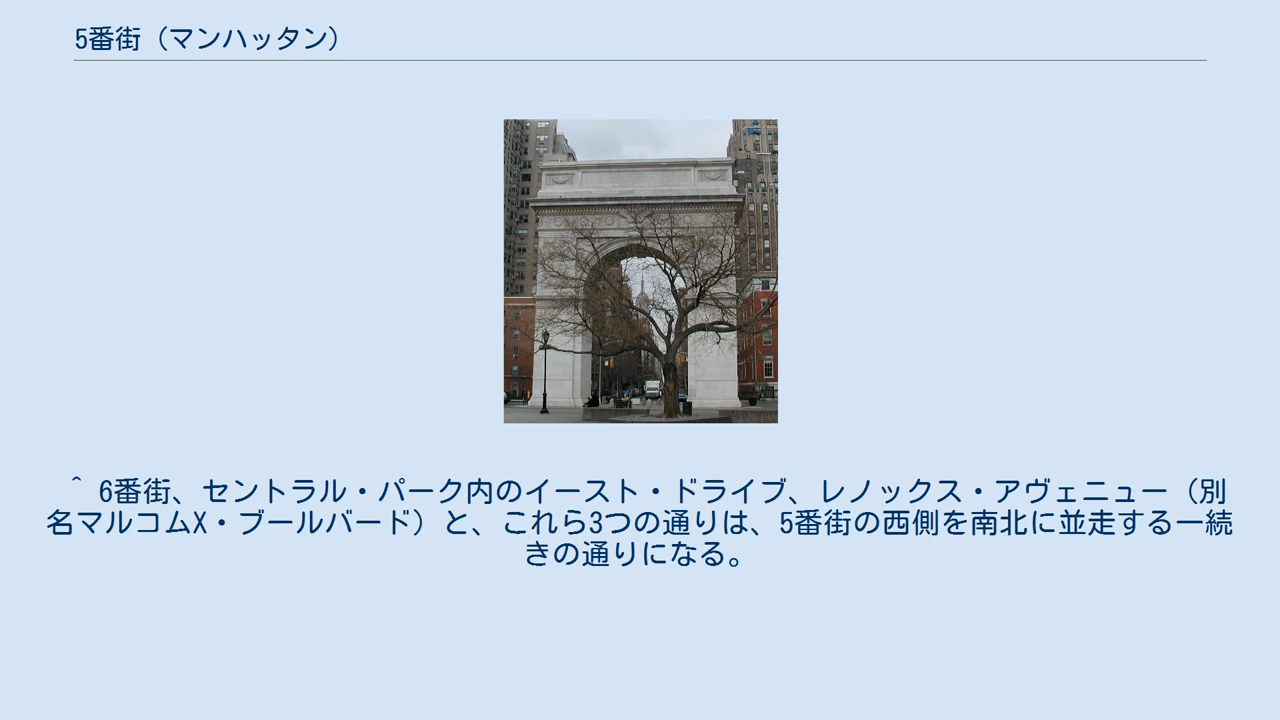 5番街（マンハッタン）
^ 6番街、セントラル・パーク内のイースト・ドライブ、レノックス・アヴェニュー（別
名マルコムX・ブールバード）と、これら3つの通りは、5番街の西側を南北に並走する一続
きの通りになる。